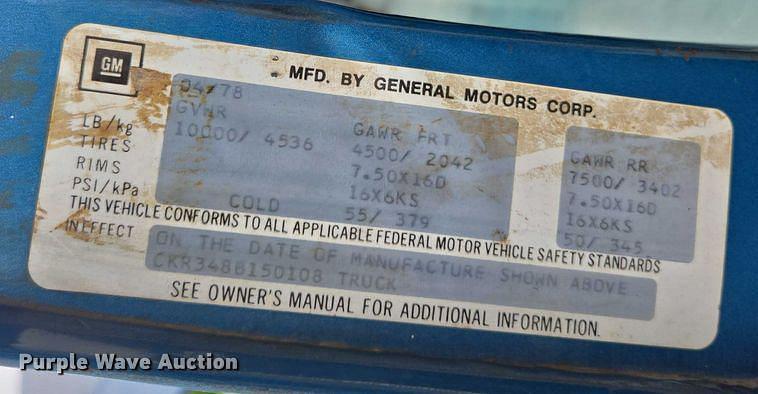 GM
MFD. BY GENERAL MOTORS CORP.
04/78
GVWR GAWR FRT GAWR RR
LB/kg 10000/ 4536 4500/ 2042 7500/ 3402
TIRES 7.50X16D 7.50X16D
RIMS 16X6KS 16X6KS
PSI/kPa COLD 55/ 379 50/ 345
THIS VEHICLE CONFORMS TO ALL APPLICABLE FEDERAL MOTOR VEHICLE SAFETY STANDARDS
IN EFFECT ON THE DATE OF MANUFACTURE SHOWN ABOVE
CKR348B150108 TRUCK
SEE OWNER'S MANUAL FOR ADDITIONAL INFORMATION.
Purple Wave Auction